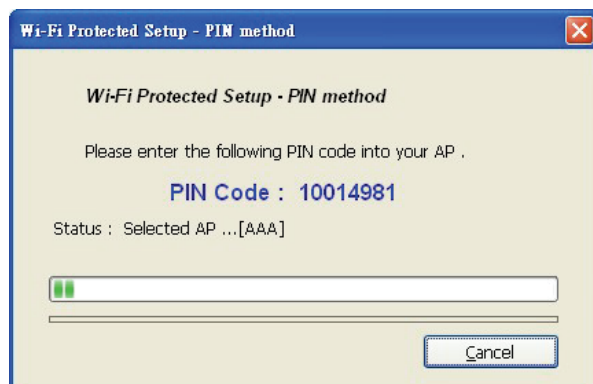 Wi-Fi Protected Setup - PIN method
Wi-Fi Protected Setup - PIN method
Please enter the following PIN code into your AP .
PIN Code : 10014981
Status : Selected AP ...[AAA]
Cancel